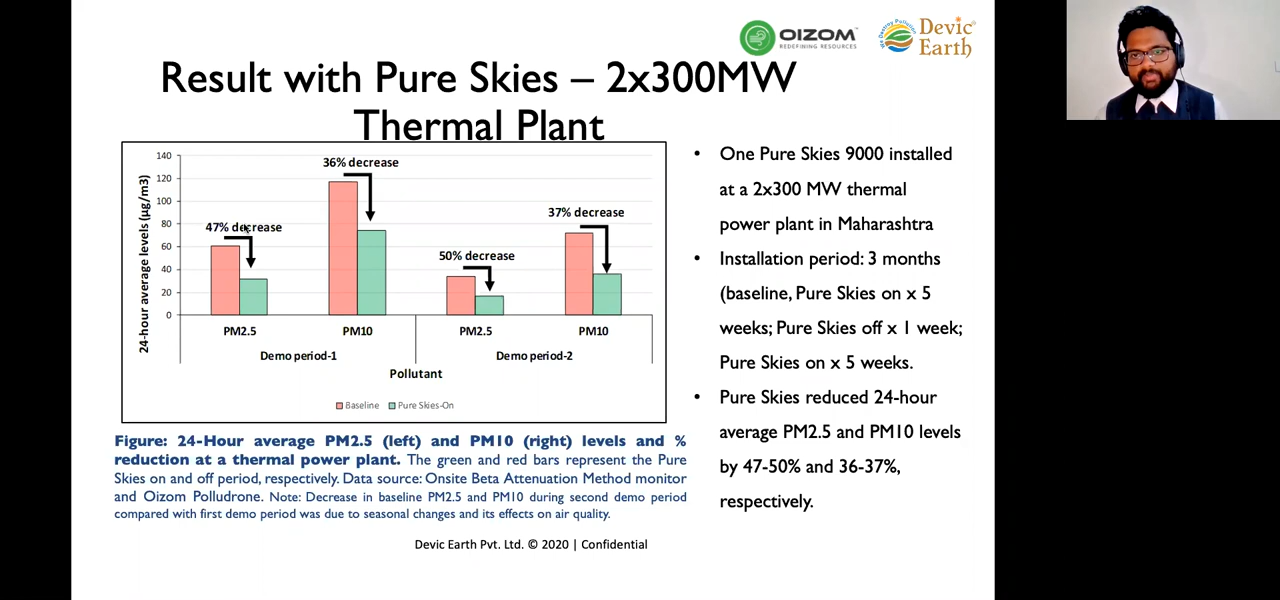 OIZOM
REDEFINING RESOURCES
We Destroy Pollution
Devic
Earth
Result with Pure Skies – 2x300MW
Thermal Plant
24-hour average levels (µg/m3)
140
120
100
80
60
40
20
0
47% decrease
36% decrease
50% decrease
37% decrease
PM2.5
PM10
PM2.5
PM10
Demo period-1
Demo period-2
Pollutant
Baseline
Pure Skies-On
Figure: 24-Hour average PM2.5 (left) and PM10 (right) levels and %
reduction at a thermal power plant. The green and red bars represent the Pure
Skies on and off period, respectively. Data source: Onsite Beta Attenuation Method monitor
and Oizom Polludrone. Note: Decrease in baseline PM2.5 and PM10 during second demo period
compared with first demo period was due to seasonal changes and its effects on air quality.
• One Pure Skies 9000 installed
at a 2x300 MW thermal
power plant in Maharashtra
• Installation period: 3 months
(baseline, Pure Skies on x 5
weeks; Pure Skies off x 1 week;
Pure Skies on x 5 weeks.
• Pure Skies reduced 24-hour
average PM2.5 and PM10 levels
by 47-50% and 36-37%,
respectively.
Devic Earth Pvt. Ltd. © 2020 | Confidential